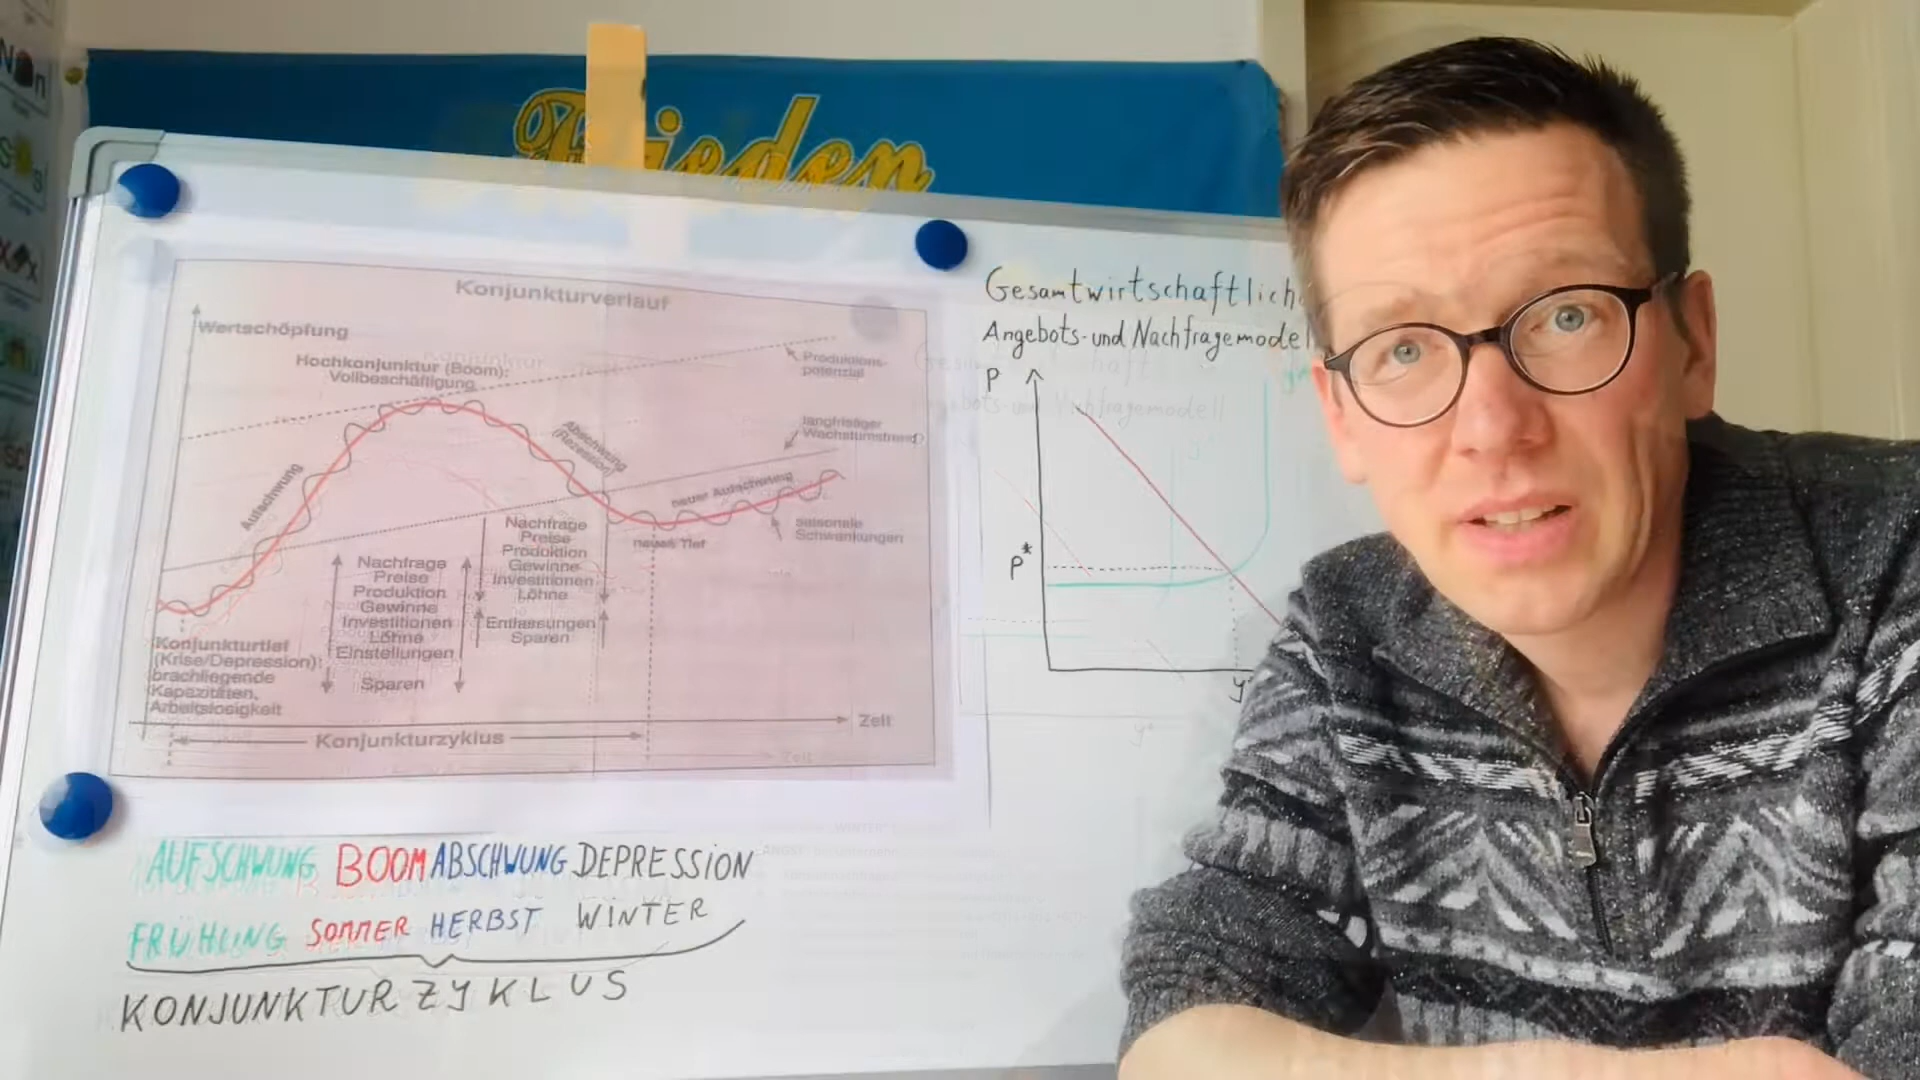 Frieden
Konjunkturverlauf
Wertschöpfung
Hochkonjunktur (Boom):
Vollbeschäftigung
Produktions-
potenzial
langfristiger
Wachstumstrend
Aufschwung
Abschwung
(Rezession)
neuer Aufschwung
saisonale
Schwankungen
neues Tief
Nachfrage
Preise
Produktion
Gewinne
Investitionen
Löhne
Entlassungen
Sparen
Nachfrage
Preise
Produktion
Gewinne
Investitionen
Löhne
Einstellungen
Sparen
Konjunkturtief
(Krise/Depression):
brachliegende
Kapazitäten,
Arbeitslosigkeit
Zeit
Konjunkturzyklus
Gesamtwirtschaftlich
Angebots- und Nachfragemodel
P
P*
y
AUFSCHWUNG BOOM ABSCHWUNG DEPRESSION
FRÜHLING SOMMER HERBST WINTER
KONJUNKTURZYKLUS